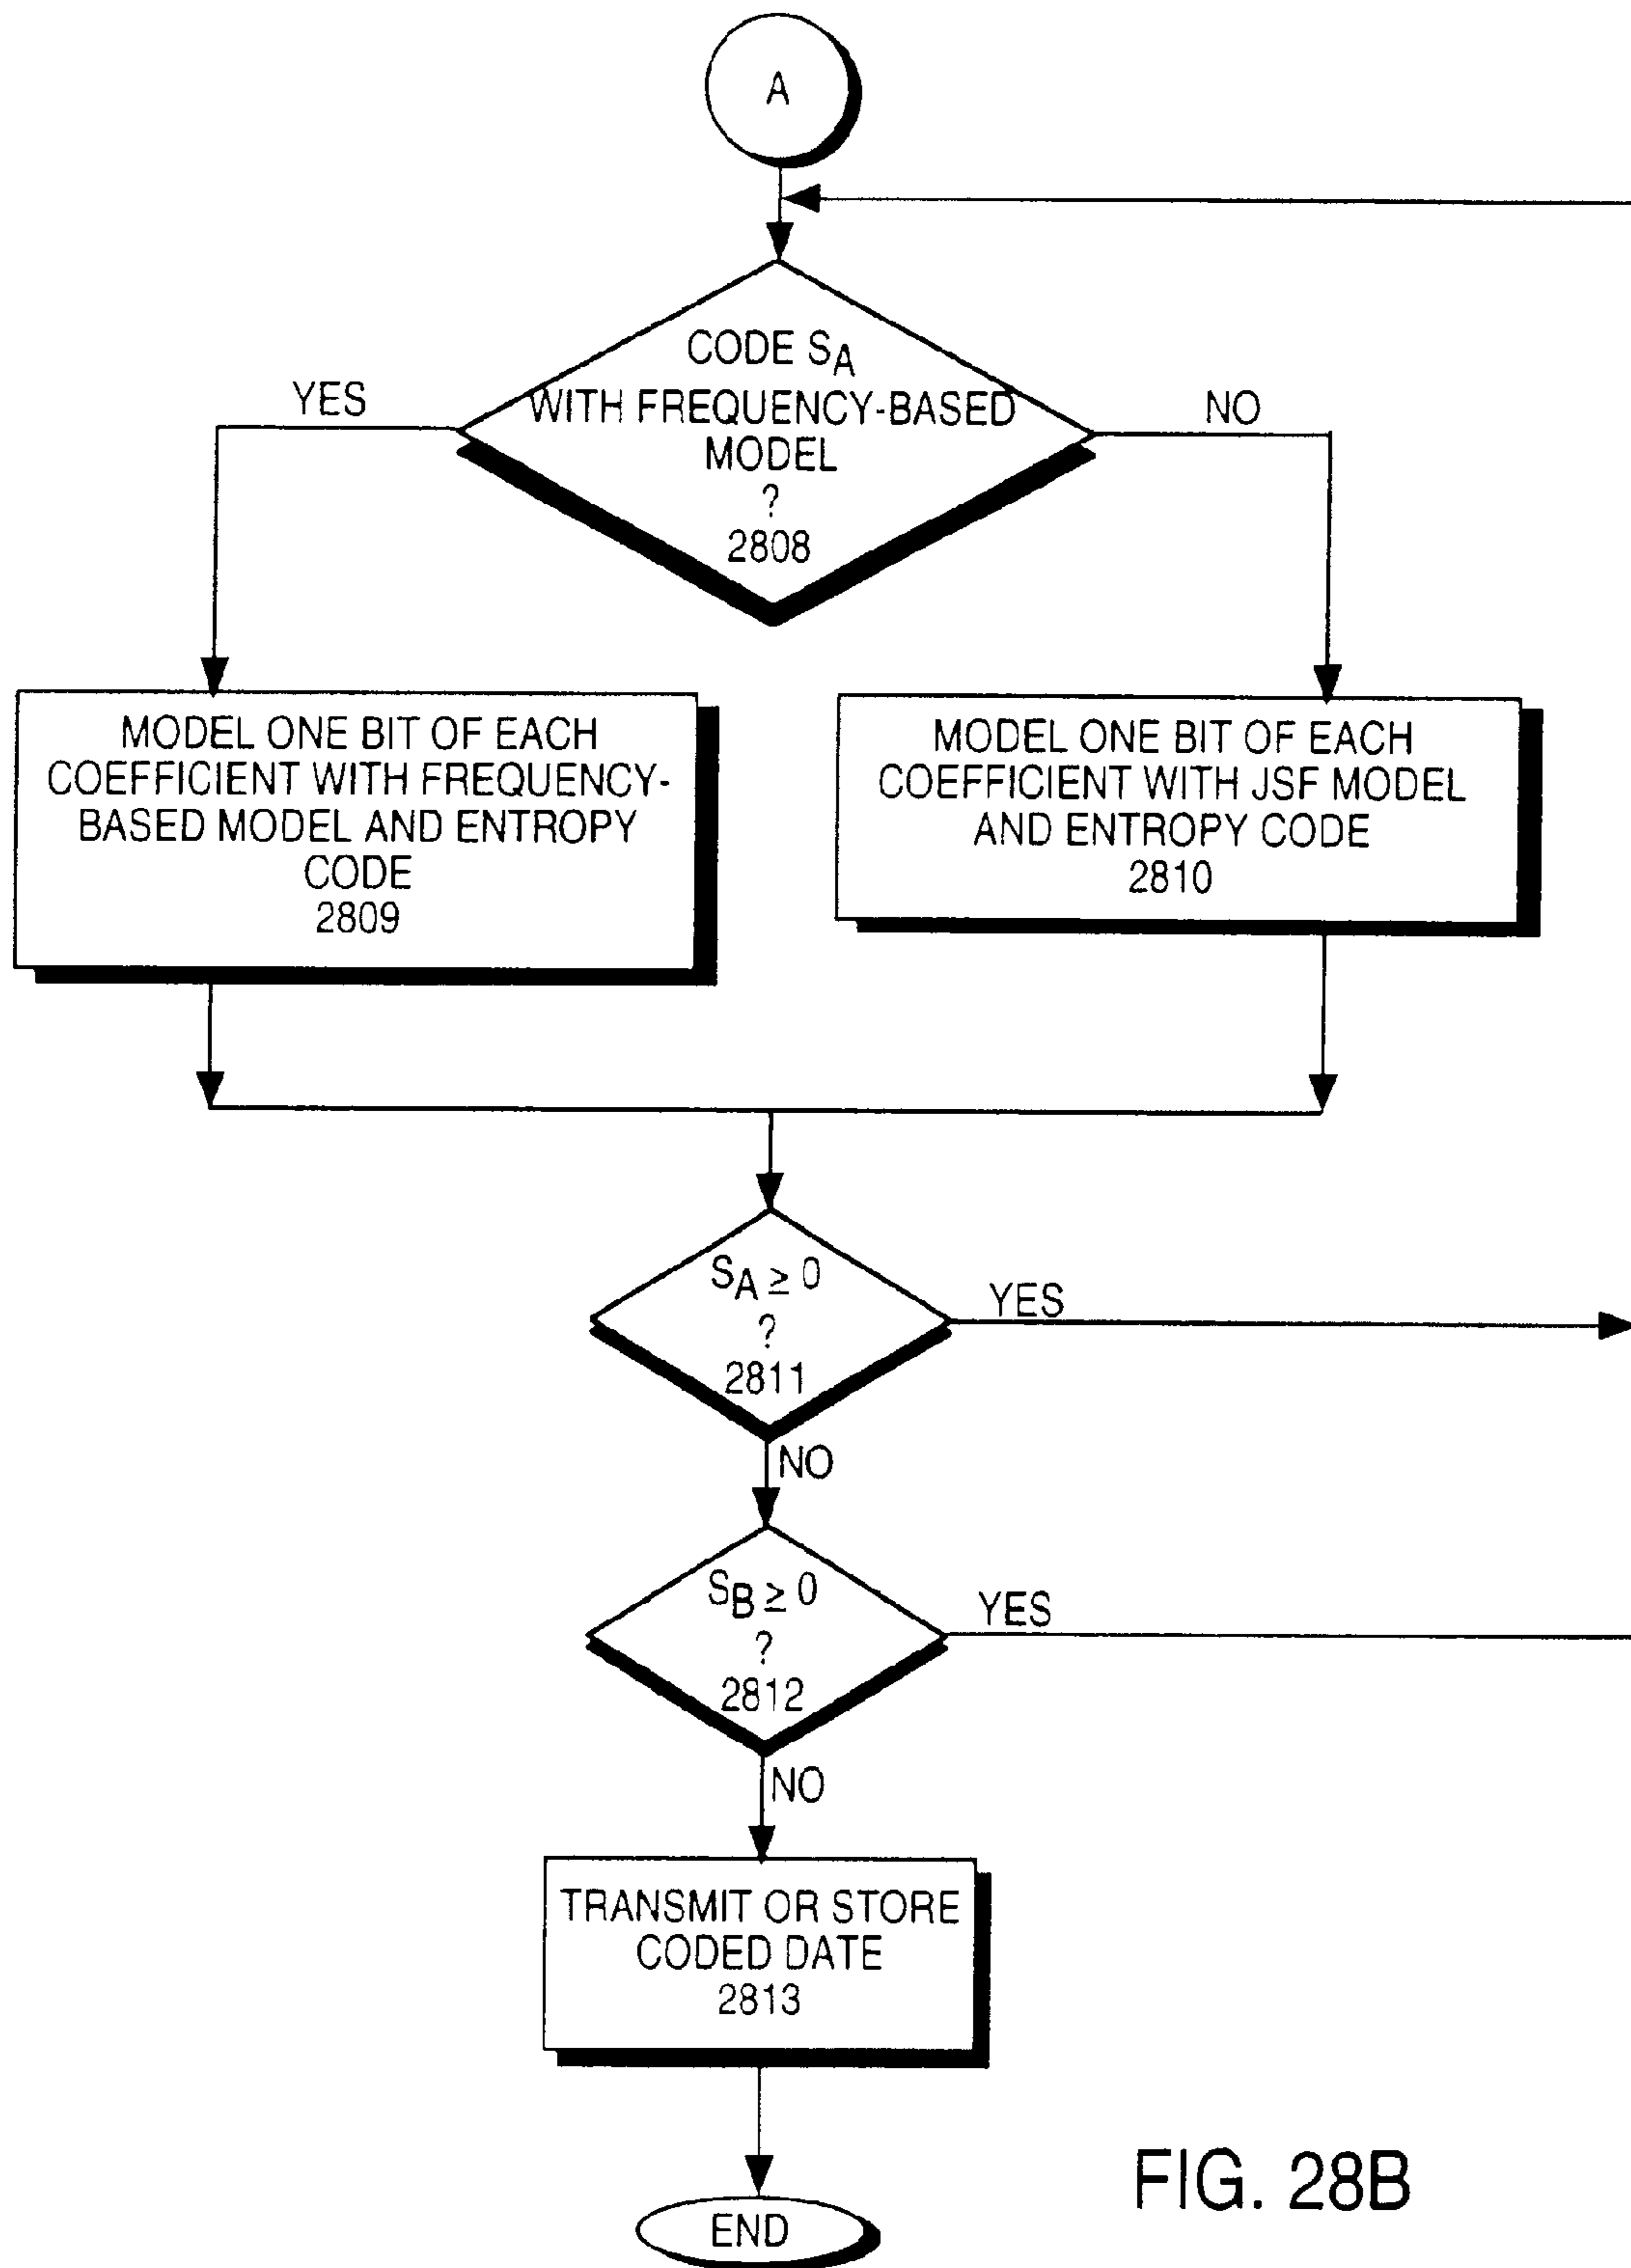 A
CODE SA
WITH FREQUENCY-BASED
MODEL
?
2808
YES
NO
MODEL ONE BIT OF EACH
COEFFICIENT WITH FREQUENCY-
BASED MODEL AND ENTROPY
CODE
2809
MODEL ONE BIT OF EACH
COEFFICIENT WITH JSF MODEL
AND ENTROPY CODE
2810
SA ≥ 0
?
2811
YES
NO
SB ≥ 0
?
2812
YES
NO
TRANSMIT OR STORE
CODED DATE
2813
END
FIG. 28B